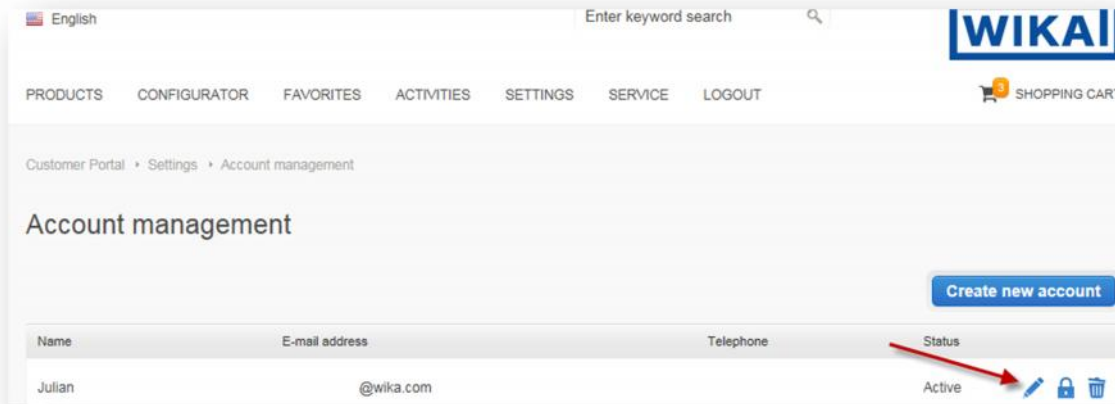 English
Enter keyword search
WIKA
PRODUCTS CONFIGURATOR FAVORITES ACTIVITIES SETTINGS SERVICE LOGOUT
3 SHOPPING CART
Customer Portal ‣ Settings ‣ Account management
Account management
Create new account
Name E-mail address Telephone Status
Julian @wika.com Active